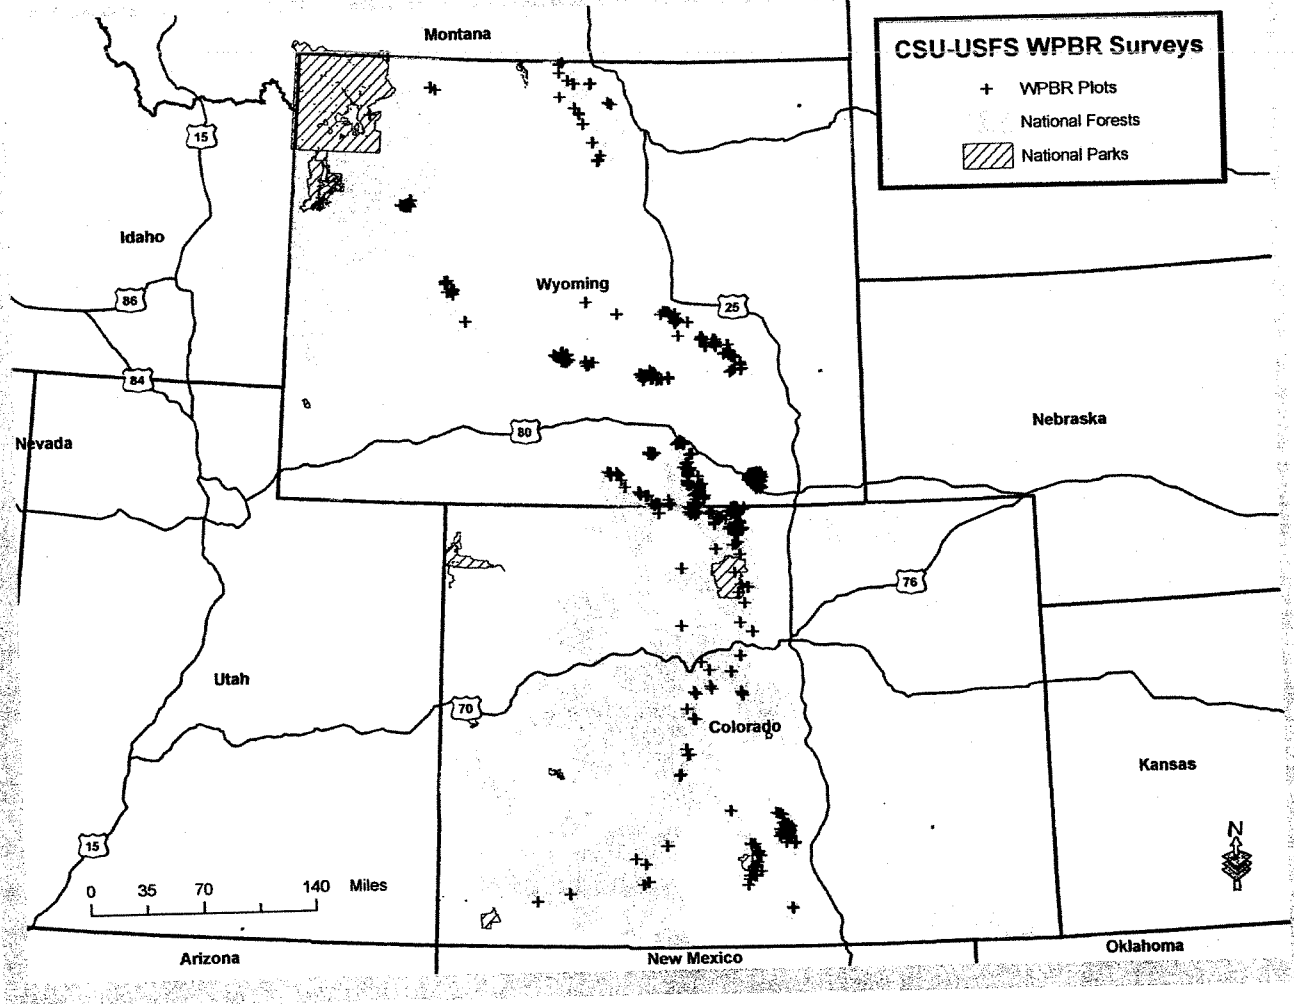 Montana
CSU-USFS WPBR Surveys
WPBR Plots
National Forests
National Parks
15
Idaho
86
Wyoming
25
84
80
Nevada
Nebraska
76
Utah
70
Colorado
Kansas
15
N
0 35 70 140 Miles
Arizona
New Mexico
Oklahoma